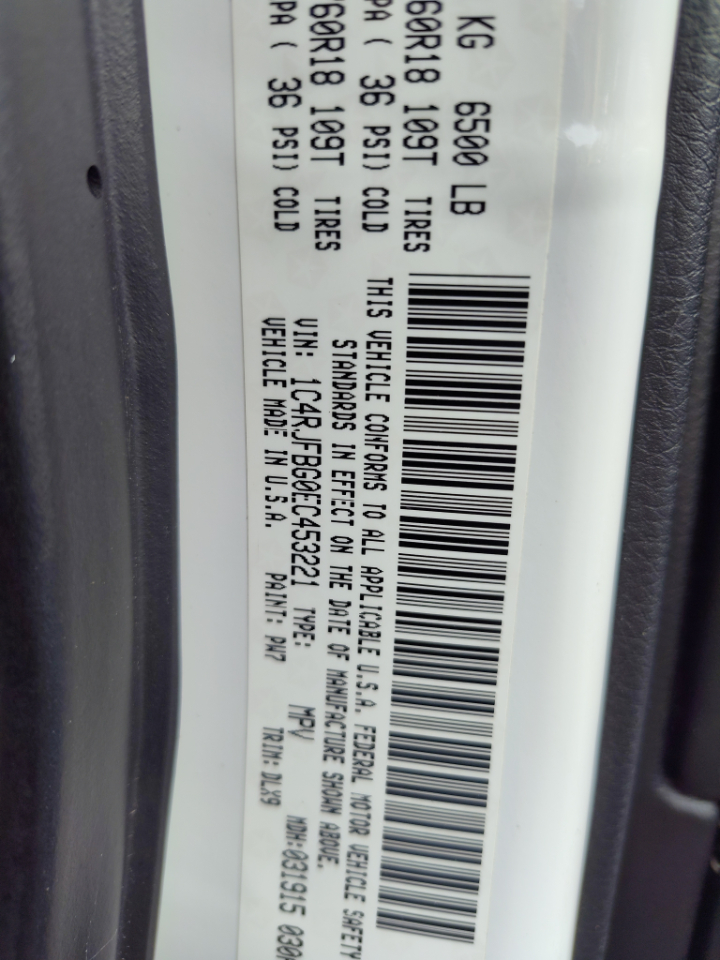 KG 6500 LB
60R18 109T TIRES
PA ( 36 PSI) COLD
60R18 109T TIRES
PA ( 36 PSI) COLD
THIS VEHICLE CONFORMS TO ALL APPLICABLE U.S.A. FEDERAL MOTOR VEHICLE SAFETY
STANDARDS IN EFFECT ON THE DATE OF MANUFACTURE SHOWN ABOVE.
VIN: 1C4RJFBG0EC453221 TYPE: MPV MDH:031915 030
VEHICLE MADE IN U.S.A. PAINT: PW7 TRIM: DLX9